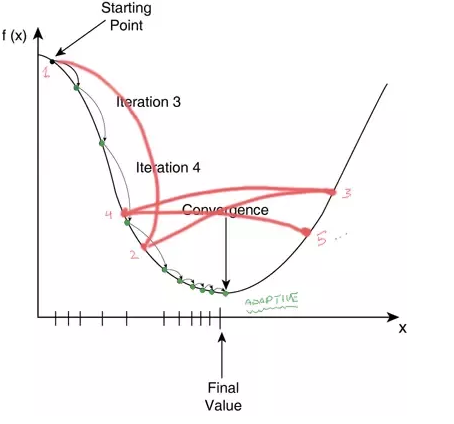 Starting
Point
f (x)
1
Iteration 3
Iteration 4
3
4
Convergence
5 ...
2
ADAPTIVE
x
Final
Value